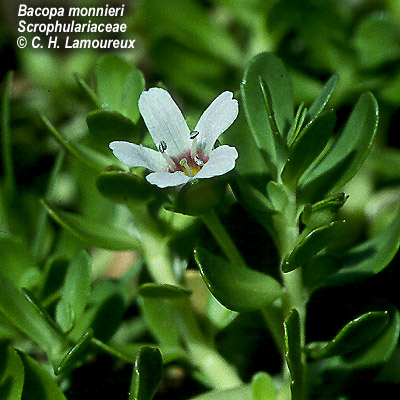 Bacopa monnieri
Scrophulariaceae
© C. H. Lamoureux